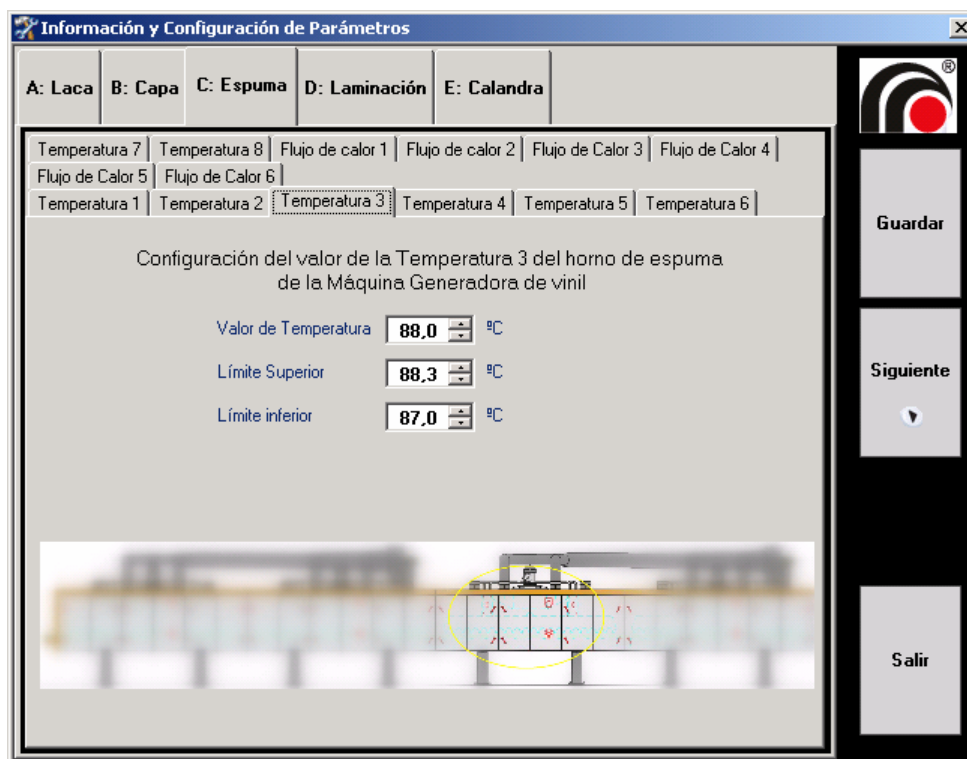 Información y Configuración de Parámetros
A: Laca B: Capa C: Espuma D: Laminación E: Calandra
®
Temperatura 7 Temperatura 8 Flujo de calor 1 Flujo de calor 2 Flujo de Calor 3 Flujo de Calor 4
Flujo de Calor 5 Flujo de Calor 6
Temperatura 1 Temperatura 2 Temperatura 3 Temperatura 4 Temperatura 5 Temperatura 6
Configuración del valor de la Temperatura 3 del horno de espuma
de la Máquina Generadora de vinil
Valor de Temperatura 88,0 ºC
Límite Superior 88,3 ºC
Límite inferior 87,0 ºC
Guardar
Siguiente
Salir